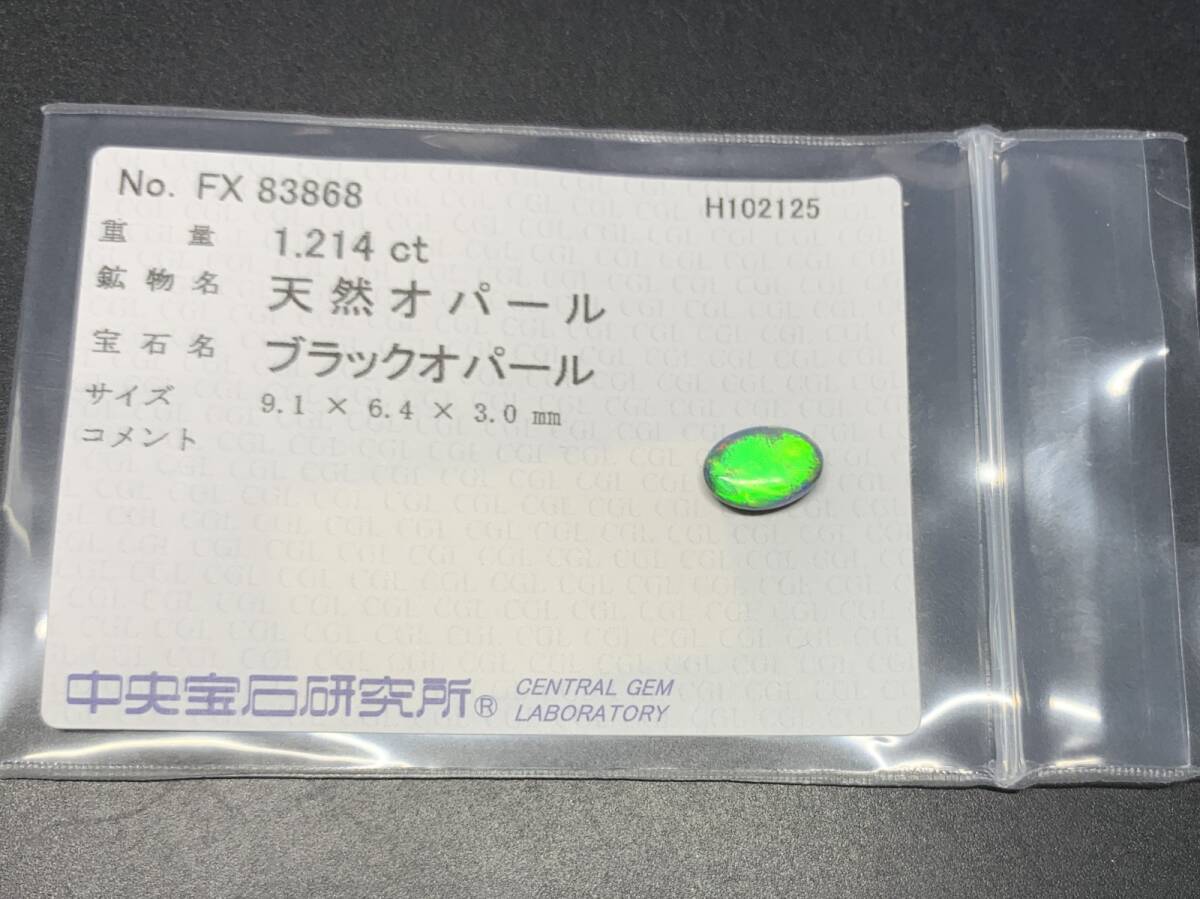 No. FX 83868 H102125
重量 1.214 ct
鉱物名 天然オパール
宝石名 ブラックオパール
サイズ 9.1 × 6.4 × 3.0 mm
コメント
中央宝石研究所® CENTRAL GEM
LABORATORY